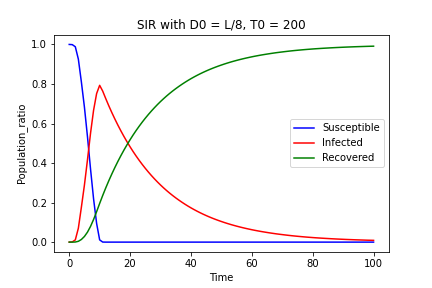 SIR with D0 = L/8, T0 = 200
Population_ratio
1.0
0.8
0.6
0.4
0.2
0.0
Susceptible
Infected
Recovered
0 20 40 60 80 100
Time